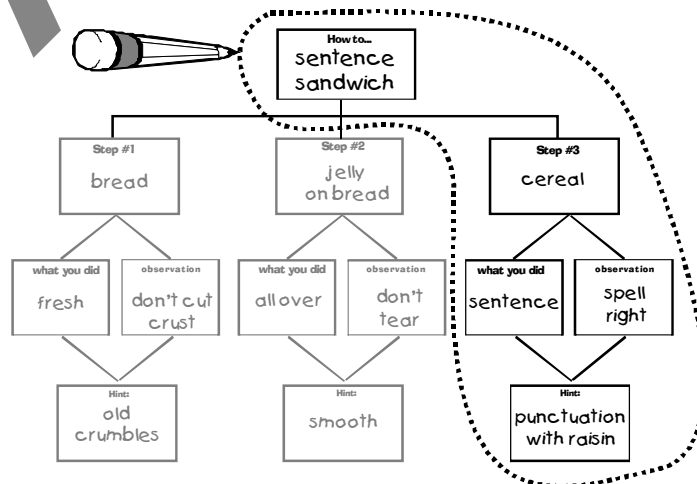 How to...
sentence
sandwich
Step #1
bread
Step #2
jelly
on bread
Step #3
cereal
what you did
fresh
observation
don't cut
crust
what you did
all over
observation
don't
tear
what you did
sentence
observation
spell
right
Hint:
old
crumbles
Hint:
smooth
Hint:
punctuation
with raisin